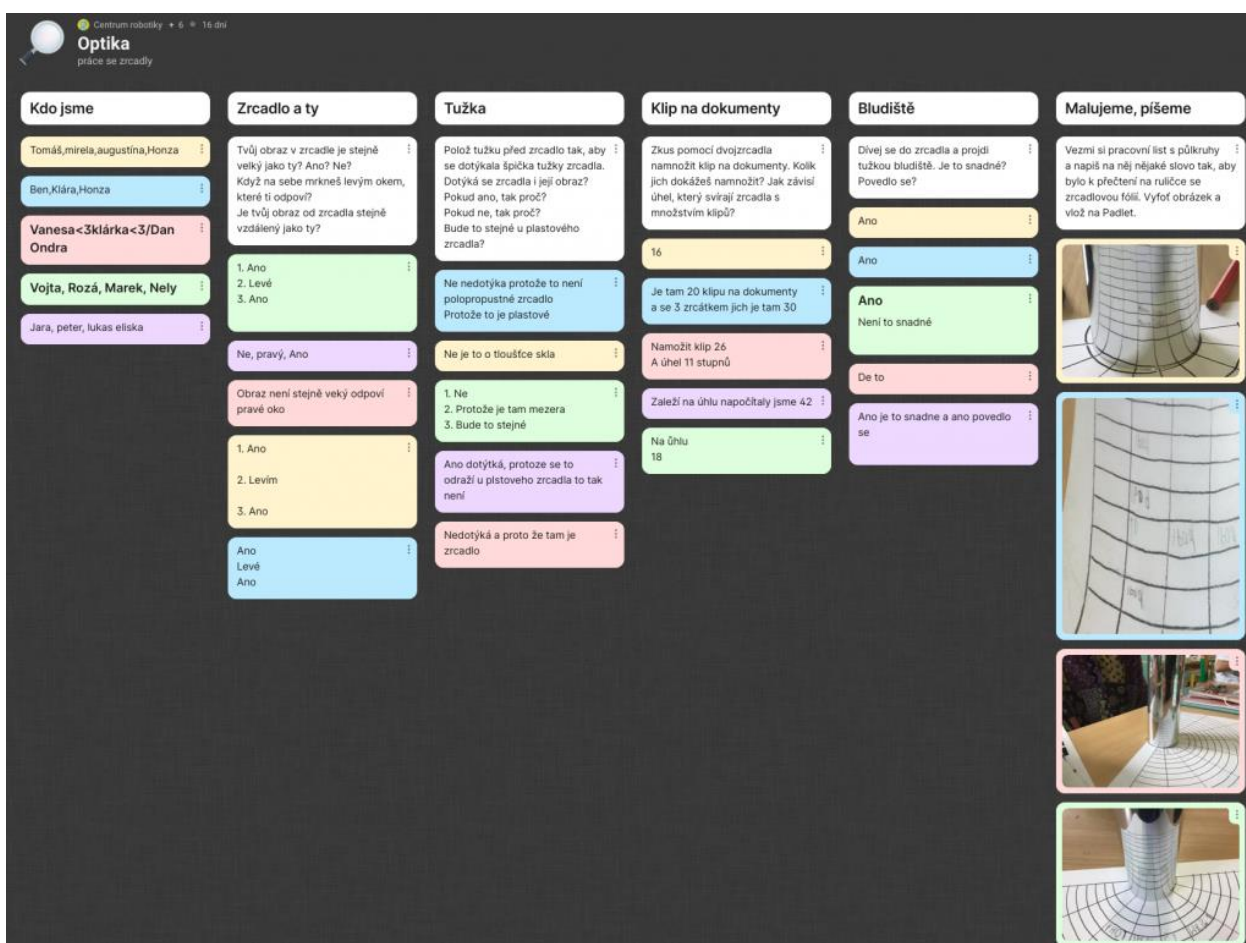 Centrum robotiky + 6 16 dní
Optika
práce se zrcadly
Kdo jsme
Tomáš,mirela,augustína,Honza
Ben,Klára,Honza
Vanesa<3klárka<3/Dan
Ondra
Vojta, Rozá, Marek, Nely
Jara, peter, lukas eliska
Zrcadlo a ty
Tvůj obraz v zrcadle je stejně
velký jako ty? Ano? Ne?
Když na sebe mrkneš levým okem,
které ti odpoví?
Je tvůj obraz od zrcadla stejně
vzdálený jako ty?
1. Ano
2. Levé
3. Ano
Ne, pravý, Ano
Obraz není stejně veký odpoví
pravé oko
1. Ano
2. Levím
3. Ano
Ano
Levé
Ano
Tužka
Polož tužku před zrcadlo tak, aby
se dotýkala špička tužky zrcadla.
Dotýká se zrcadla i její obraz?
Pokud ano, tak proč?
Pokud ne, tak proč?
Bude to stejné u plastového
zrcadla?
Ne nedotýka protože to není
polopropustné zrcadlo
Protože to je plastové
Ne je to o tloušťce skla
1. Ne
2. Protože je tam mezera
3. Bude to stejné
Ano dotýtká, protoze se to
odraží u plstoveho zrcadla to tak
není
Nedotýká a proto že tam je
zrcadlo
Klip na dokumenty
Zkus pomocí dvojzrcadla
namnožit klip na dokumenty. Kolik
jich dokážeš namnožit? Jak závisí
úhel, který svírají zrcadla s
množstvím klipů?
16
Je tam 20 klipu na dokumenty
a se 3 zrcátkem jich je tam 30
Namožit klip 26
A úhel 11 stupnů
Zaleží na úhlu napočítaly jsme 42
Na ůhlu
18
Bludiště
Dívej se do zrcadla a projdi
tužkou bludiště. Je to snadné?
Povedlo se?
Ano
Ano
Ano
Není to snadné
De to
Ano je to snadne a ano povedlo
se
Malujeme, píšeme
Vezmi si pracovní list s půlkruhy
a napiš na něj nějaké slovo tak, aby
bylo k přečtení na ruličce se
zrcadlovou fólií. Vyfoť obrázek a
vlož na Padlet.